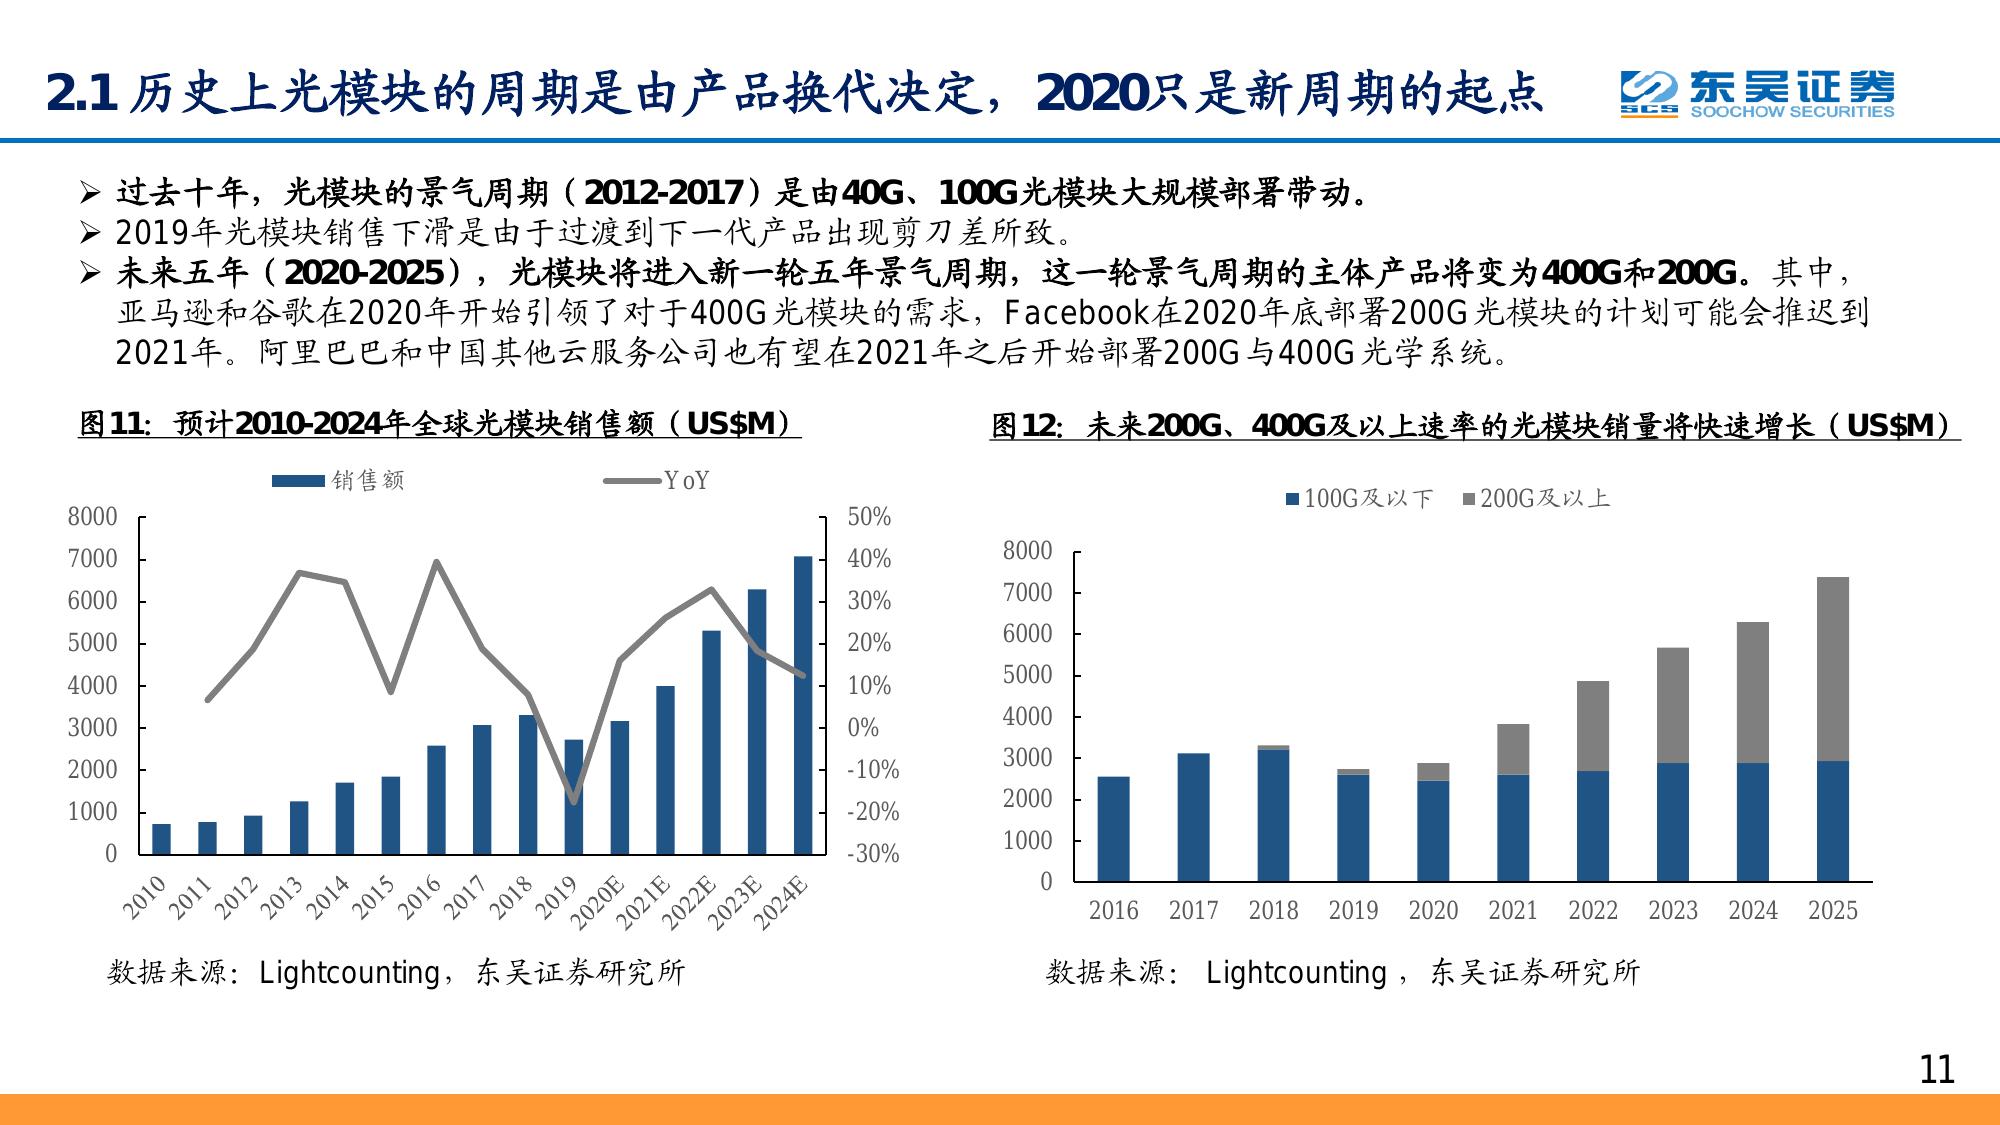 2.1 历史上光模块的周期是由产品换代决定，2020只是新周期的起点
东吴证券
SCS SOOCHOW SECURITIES
➢ 过去十年，光模块的景气周期（2012-2017）是由40G、100G光模块大规模部署带动。
➢ 2019年光模块销售下滑是由于过渡到下一代产品出现剪刀差所致。
➢ 未来五年（2020-2025），光模块将进入新一轮五年景气周期，这一轮景气周期的主体产品将变为400G和200G。其中，
亚马逊和谷歌在2020年开始引领了对于400G光模块的需求，Facebook在2020年底部署200G光模块的计划可能会推迟到
2021年。阿里巴巴和中国其他云服务公司也有望在2021年之后开始部署200G与400G光学系统。
图11：预计2010-2024年全球光模块销售额（US$M）
销售额 YoY
8000 50%
7000 40%
6000 30%
5000 20%
4000 10%
3000 0%
2000 -10%
1000 -20%
0 -30%
2010 2011 2012 2013 2014 2015 2016 2017 2018 2019 2020E 2021E 2022E 2023E 2024E
数据来源：Lightcounting，东吴证券研究所
图12：未来200G、400G及以上速率的光模块销量将快速增长（US$M）
100G及以下 200G及以上
8000
7000
6000
5000
4000
3000
2000
1000
0
2016 2017 2018 2019 2020 2021 2022 2023 2024 2025
数据来源： Lightcounting ，东吴证券研究所
11